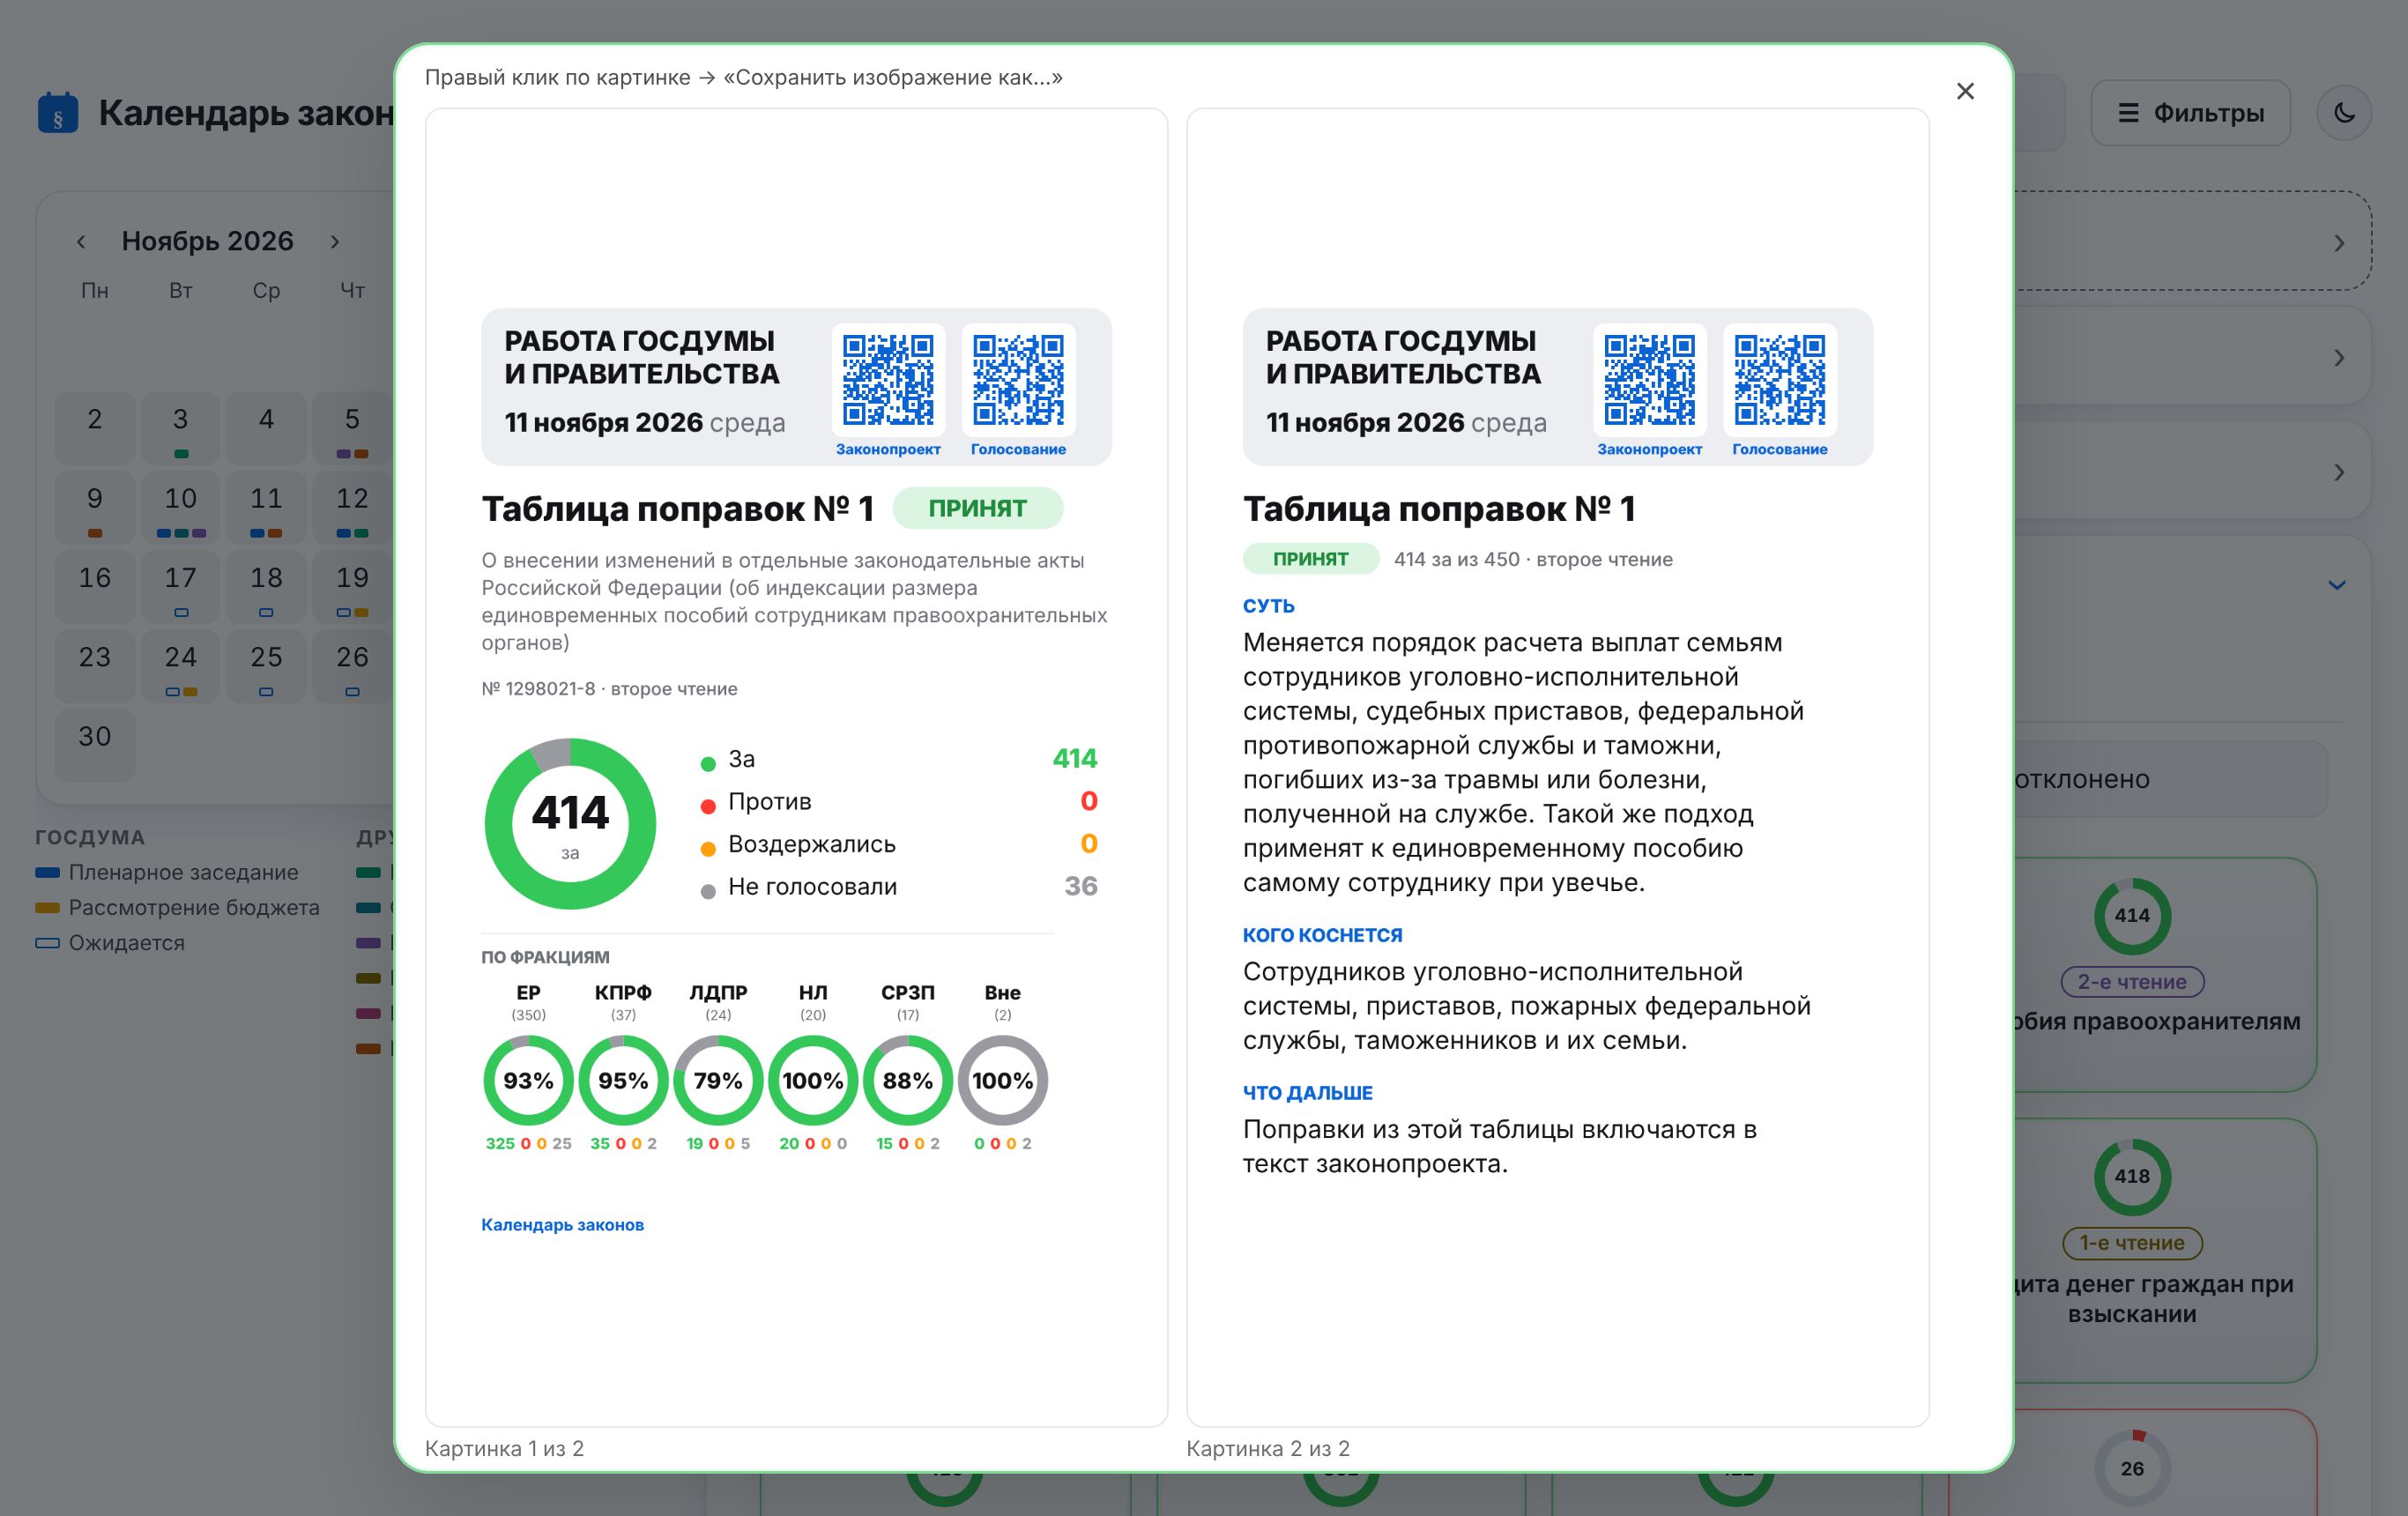 Правый клик по картинке → «Сохранить изображение как...»
Календарь закон
Фильтры
Ноябрь 2026
Пн Вт Ср Чт
2 3 4 5
9 10 11 12
16 17 18 19
23 24 25 26
30
ГОСДУМА
Пленарное заседание
Рассмотрение бюджета
Ожидается
РАБОТА ГОСДУМЫ
И ПРАВИТЕЛЬСТВА
11 ноября 2026 среда
Законопроект Голосование
Таблица поправок № 1 ПРИНЯТ
О внесении изменений в отдельные законодательные акты
Российской Федерации (об индексации размера
единовременных пособий сотрудникам правоохранительных
органов)
№ 1298021-8 · второе чтение
414
за
За 414
Против 0
Воздержались 0
Не голосовали 36
ПО ФРАКЦИЯМ
ЕР КПРФ ЛДПР НЛ СРЗП Вне
(350) (37) (24) (20) (17) (2)
93% 95% 79% 100% 88% 100%
325 0 0 25 35 0 0 2 19 0 0 5 20 0 0 0 15 0 0 2 0 0 0 2
Календарь законов
Картинка 1 из 2
РАБОТА ГОСДУМЫ
И ПРАВИТЕЛЬСТВА
11 ноября 2026 среда
Законопроект Голосование
Таблица поправок № 1
ПРИНЯТ 414 за из 450 · второе чтение
СУТЬ
Меняется порядок расчета выплат семьям
сотрудников уголовно-исполнительной
системы, судебных приставов, федеральной
противопожарной службы и таможни,
погибших из-за травмы или болезни,
полученной на службе. Такой же подход
применят к единовременному пособию
самому сотруднику при увечье.
КОГО КОСНЕТСЯ
Сотрудников уголовно-исполнительной
системы, приставов, пожарных федеральной
службы, таможенников и их семьи.
ЧТО ДАЛЬШЕ
Поправки из этой таблицы включаются в
текст законопроекта.
Картинка 2 из 2
отклонено
414
2-е чтение
правоохранителям
418
1-е чтение
денег граждан при
взыскании
26